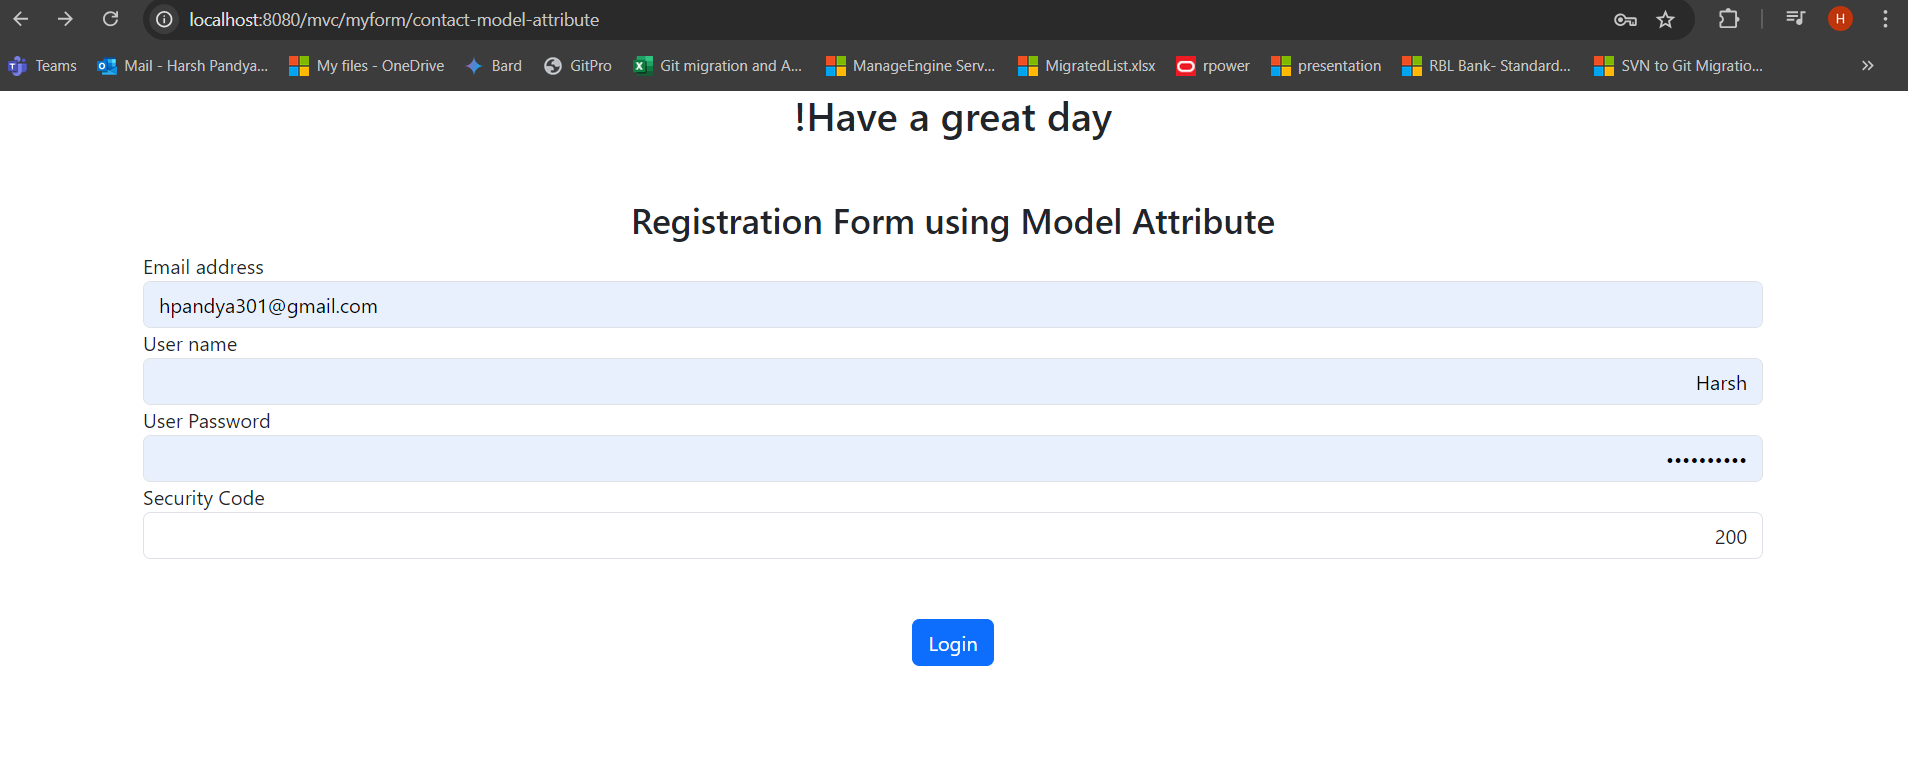 localhost:8080/mvc/myform/contact-model-attribute
H
Teams Mail - Harsh Pandya... My files - OneDrive Bard GitPro Git migration and A... ManageEngine Serv... MigratedList.xlsx rpower presentation RBL Bank- Standard... SVN to Git Migratio... »
!Have a great day
Registration Form using Model Attribute
Email address
hpandya301@gmail.com
User name
Harsh
User Password
••••••••••
Security Code
200
Login